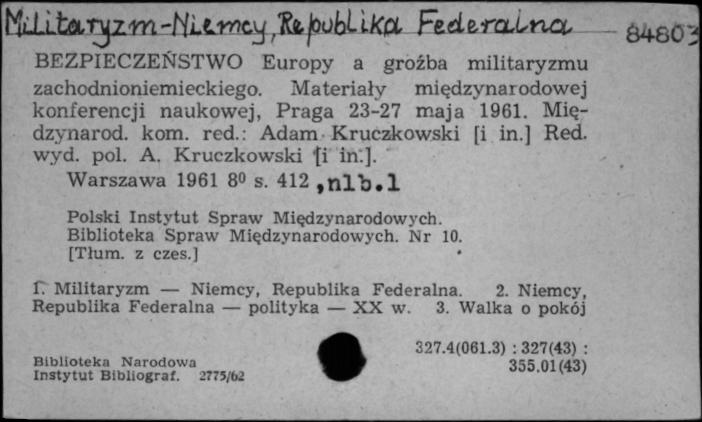 Militaryzm-Niemcy, Republika Federalna 84803
BEZPIECZEŃSTWO Europy a groźba militaryzmu
zachodnioniemieckiego. Materiały międzynarodowej
konferencji naukowej, Praga 23-27 maja 1961. Mię-
dzynarod. kom. red.: Adam Kruczkowski [i in.] Red.
wyd. pol. A. Kruczkowski [i in.].
Warszawa 1961 8⁰ s. 412, nlb. 1
Polski Instytut Spraw Międzynarodowych.
Biblioteka Spraw Międzynarodowych. Nr 10.
[Tłum. z czes.]
1. Militaryzm — Niemcy, Republika Federalna. 2. Niemcy,
Republika Federalna — polityka — XX w. 3. Walka o pokój
327.4(061.3) : 327(43) :
355.01(43)
Biblioteka Narodowa
Instytut Bibliograf. 2775/62